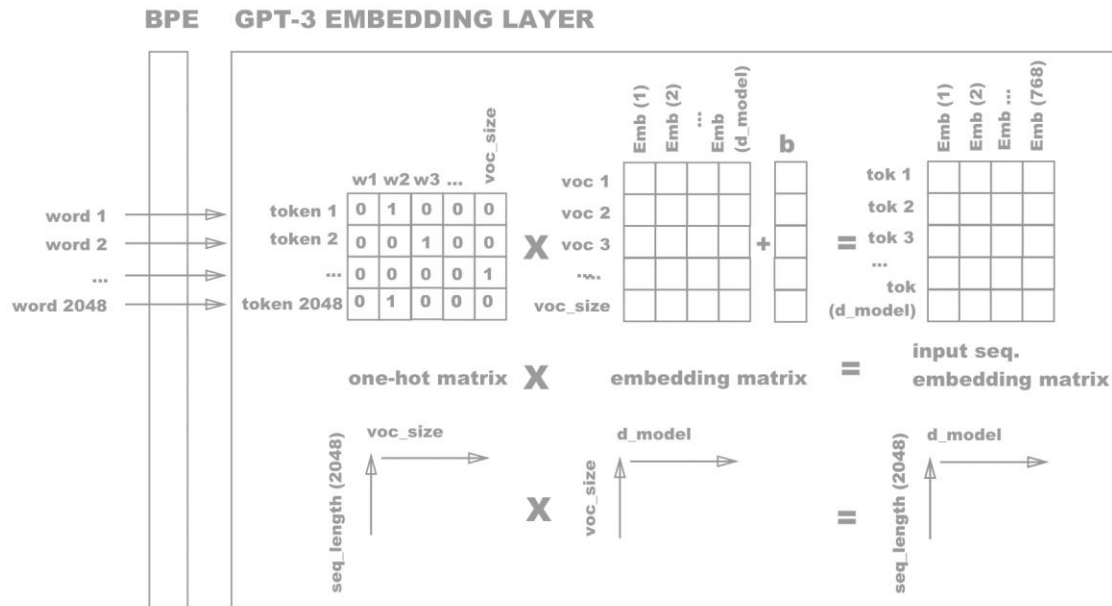 BPE GPT-3 EMBEDDING LAYER
Emb (1) Emb (2) ... Emb (d_model) b
Emb (1) Emb (2) Emb ... Emb (768)
w1 w2 w3 ... voc_size
word 1 token 1 0 1 0 0 0 voc 1 tok 1
word 2 token 2 0 0 1 0 0 X voc 2 tok 2
voc 3 + = tok 3
... ... 0 0 0 0 1 ..... ...
word 2048 token 2048 0 1 0 0 0 voc_size tok
(d_model)
one-hot matrix X embedding matrix = input seq.
embedding matrix
voc_size d_model d_model
seq_length (2048) X voc_size = seq_length (2048)